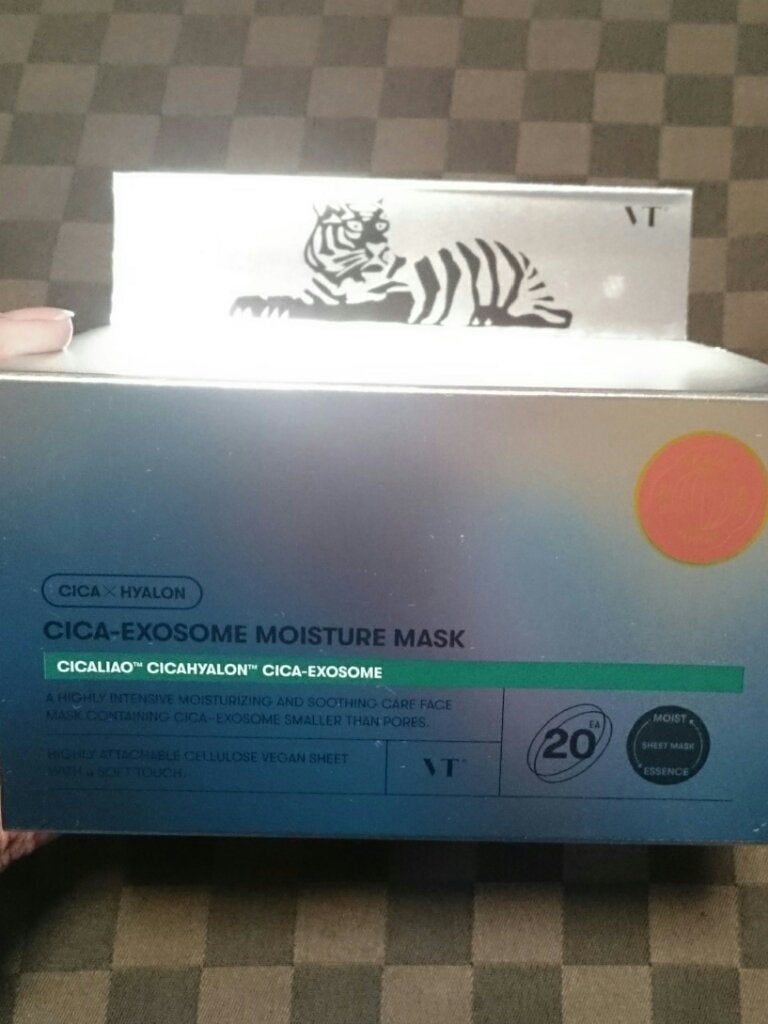 VT
CICA×HYALON
CICA-EXOSOME MOISTURE MASK
CICALIAO™ CICAHYALON™ CICA-EXOSOME
A HIGHLY INTENSIVE MOISTURIZING AND SOOTHING CARE FACE
MASK CONTAINING CICA-EXOSOME SMALLER THAN PORES.
HIGHLY ATTACHABLE CELLULOSE VEGAN SHEET
WITH a SOFT TOUCH.
VT
20 EA
MOIST
SHEET MASK
ESSENCE